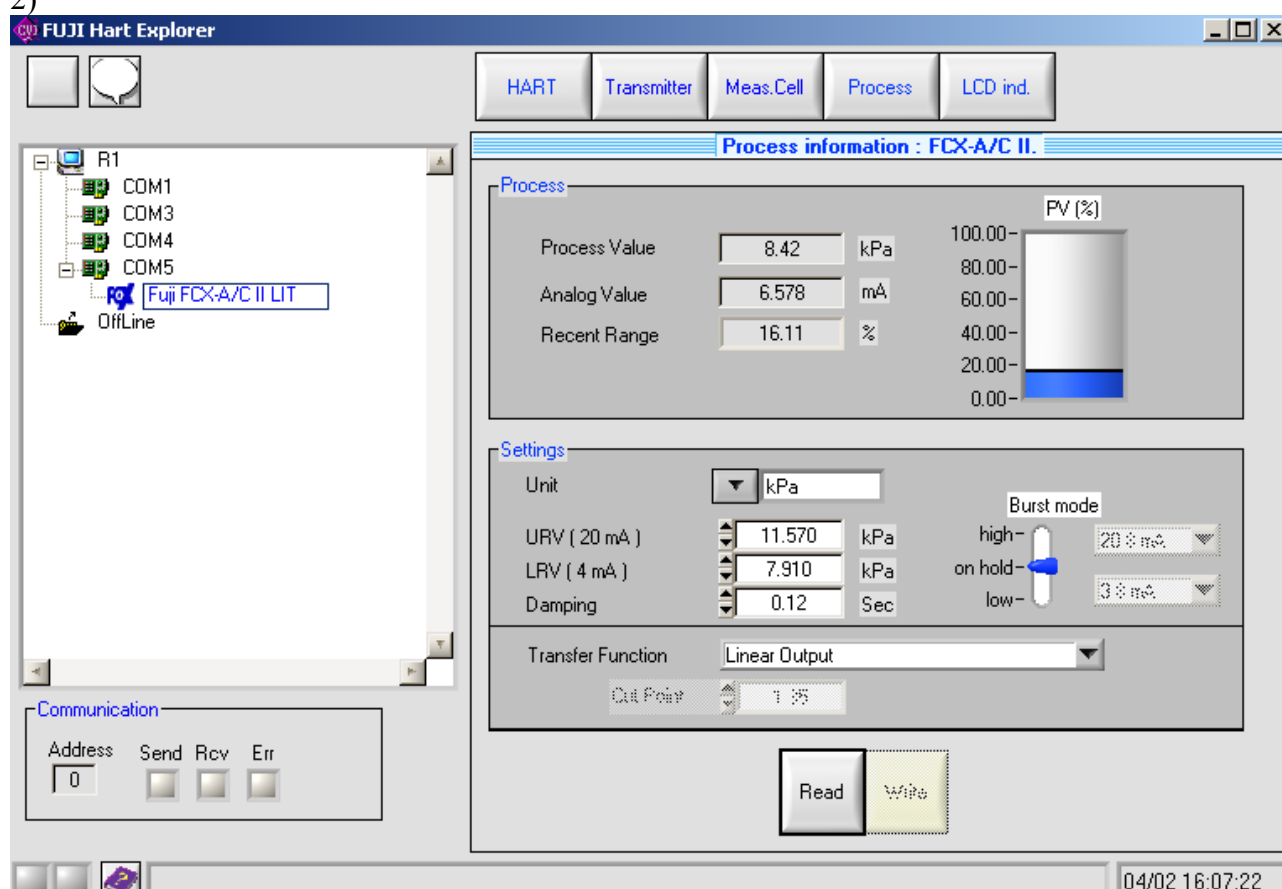 2)
FUJI Hart Explorer
HART Transmitter Meas.Cell Process LCD ind.
Process information : FCX-A/C II.
R1
COM1
COM3
COM4
COM5
Fuji FCX-A/C II LIT
OffLine
Process
PV (%)
Process Value 8.42 kPa
Analog Value 6.578 mA
Recent Range 16.11 %
100.00
80.00
60.00
40.00
20.00
0.00
Settings
Unit kPa
URV ( 20 mA ) 11.570 kPa
LRV ( 4 mA ) 7.910 kPa
Damping 0.12 Sec
Burst mode
high
on hold
low
Transfer Function Linear Output
Cut Point
Communication
Address Send Rcv Err
0
Read Write
04/02 16:07:22